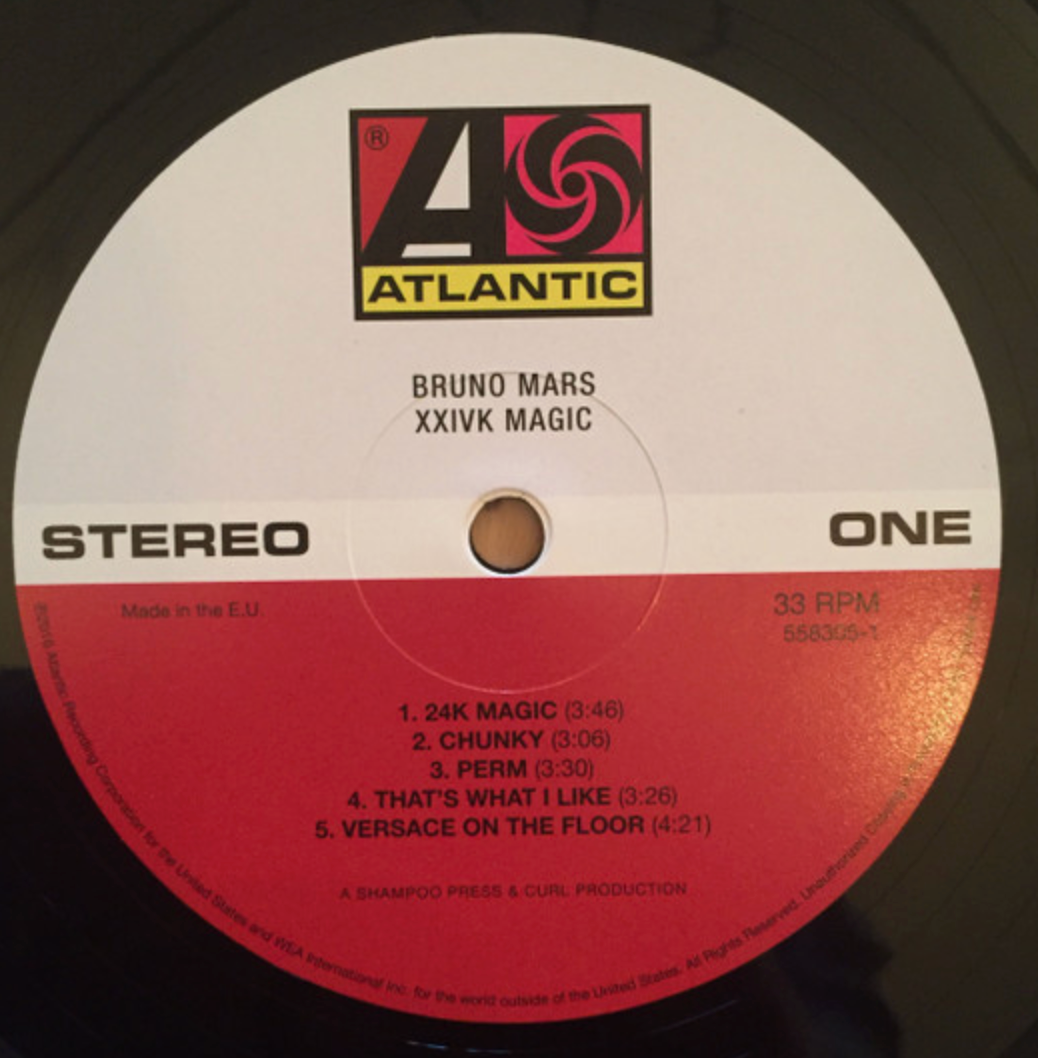 ®
A
ATLANTIC
BRUNO MARS
XXIVK MAGIC
STEREO
ONE
Made in the E.U.
33 RPM
558305-1
1. 24K MAGIC (3:46)
2. CHUNKY (3:06)
3. PERM (3:30)
4. THAT'S WHAT I LIKE (3:26)
5. VERSACE ON THE FLOOR (4:21)
A SHAMPOO PRESS & CURL PRODUCTION
℗©2016 Atlantic Recording Corporation for the United States and WEA International Inc. for the world outside of the United States. All Rights Reserved. Unauthorized Copying